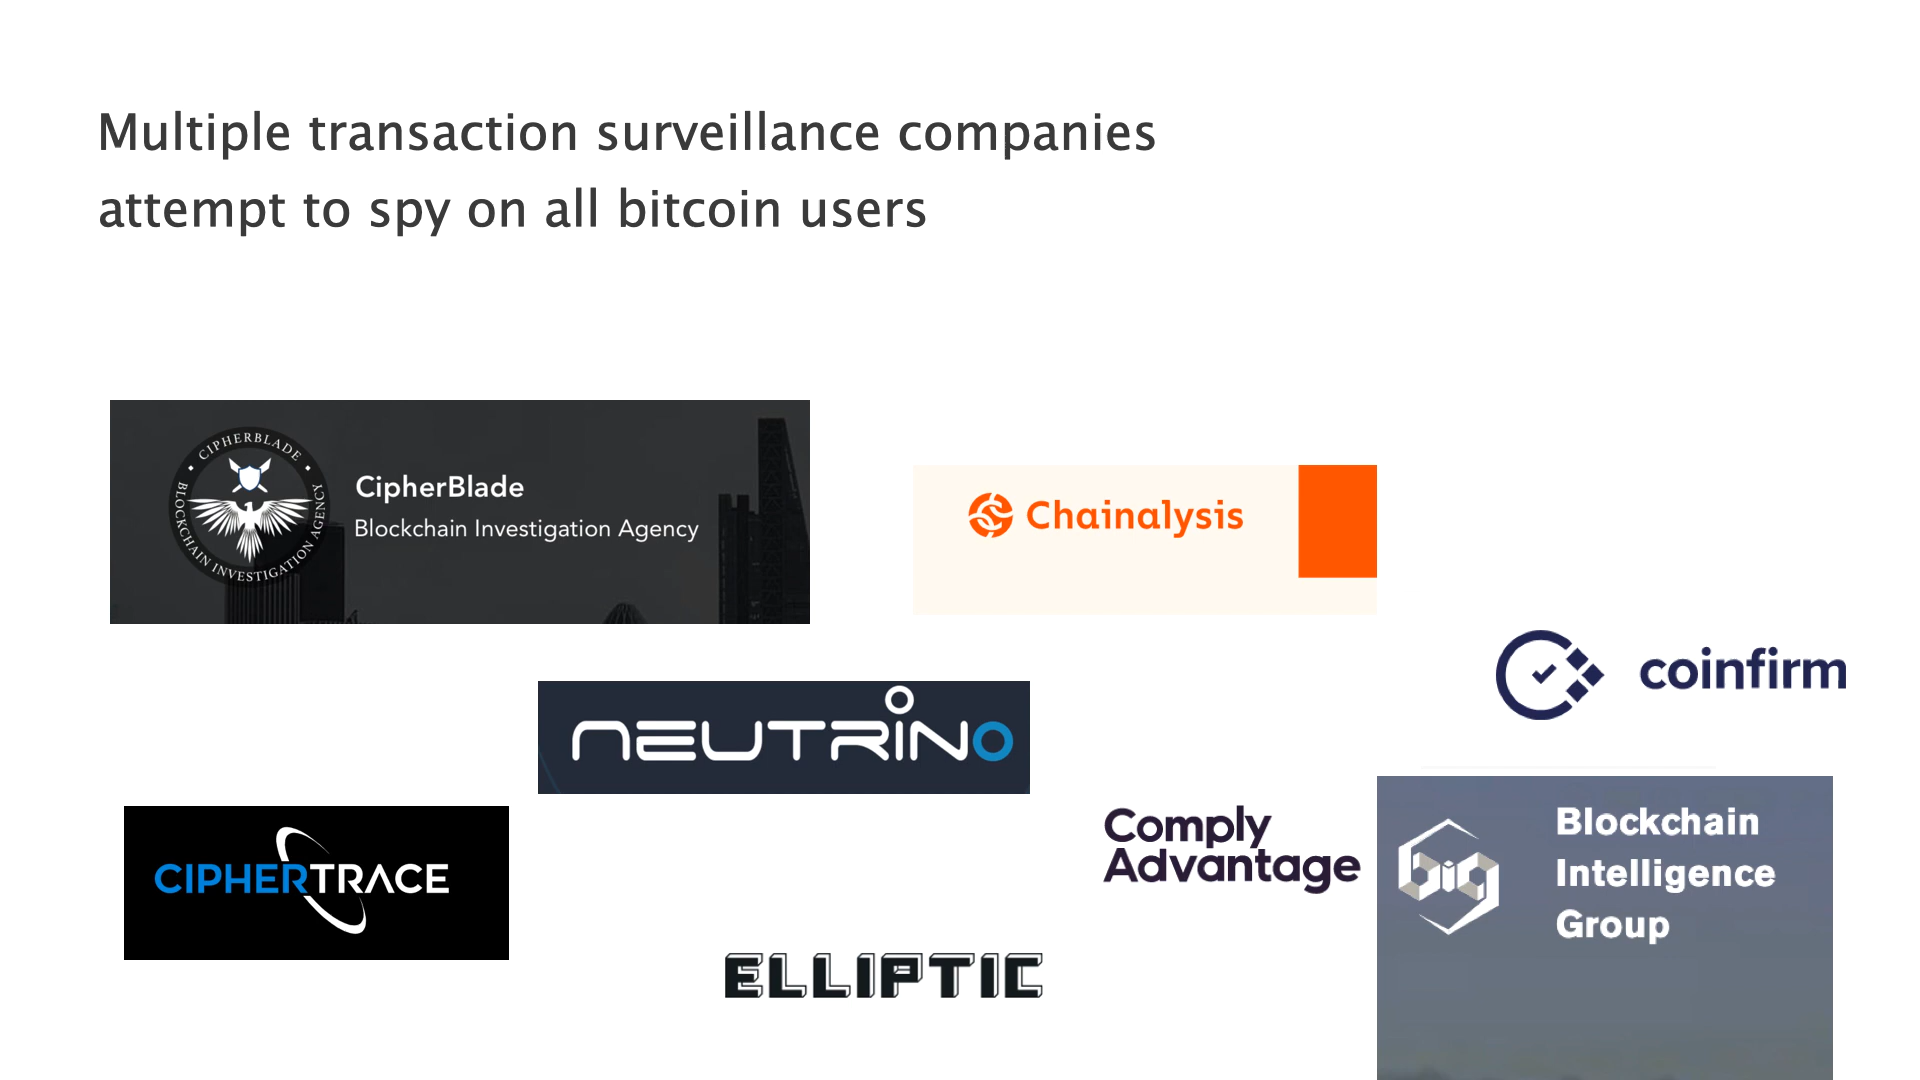 Multiple transaction surveillance companies
attempt to spy on all bitcoin users
CIPHERBLADE
BLOCKCHAIN INVESTIGATION AGENCY
CipherBlade
Blockchain Investigation Agency
Chainalysis
coinfirm
NEUTRINO
CIPHERTRACE
Comply
Advantage
big
Blockchain
Intelligence
Group
ELLIPTIC